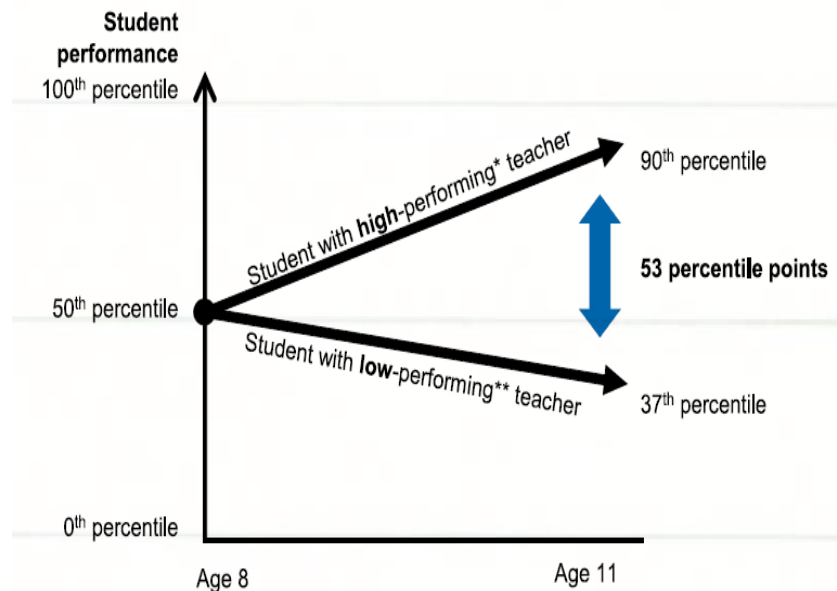 Student
performance
100th percentile
Student with high-performing* teacher
90th percentile
53 percentile points
50th percentile
Student with low-performing** teacher
37th percentile
0th percentile
Age 8
Age 11